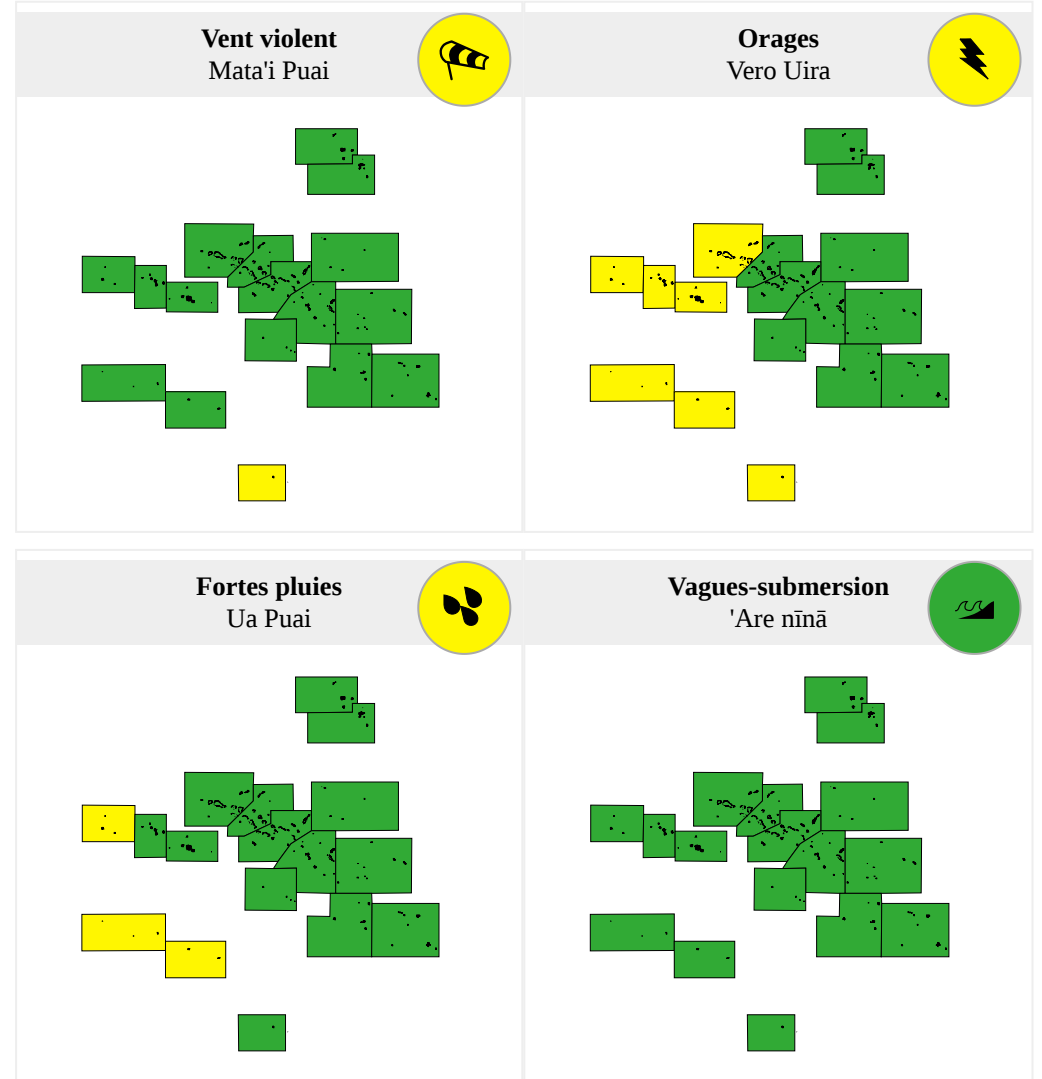 Vent violent
Mata'i Puai
Orages
Vero Uira
Fortes pluies
Ua Puai
Vagues-submersion
'Are nīnā